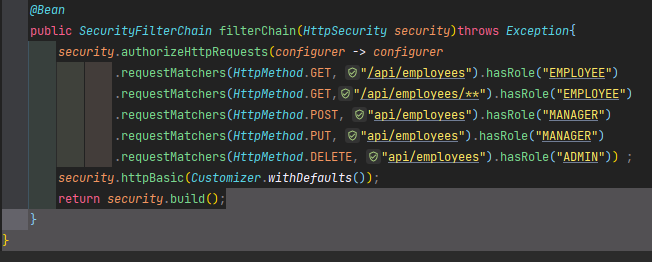 @Bean
public SecurityFilterChain filterChain(HttpSecurity security)throws Exception{
security.authorizeHttpRequests(configurer -> configurer
.requestMatchers(HttpMethod.GET, "/api/employees").hasRole("EMPLOYEE")
.requestMatchers(HttpMethod.GET,"/api/employees/**").hasRole("EMPLOYEE")
.requestMatchers(HttpMethod.POST, "api/employees").hasRole("MANAGER")
.requestMatchers(HttpMethod.PUT, "api/employees").hasRole("MANAGER")
.requestMatchers(HttpMethod.DELETE, "api/employees").hasRole("ADMIN")) ;
security.httpBasic(Customizer.withDefaults());
return security.build();
}
}